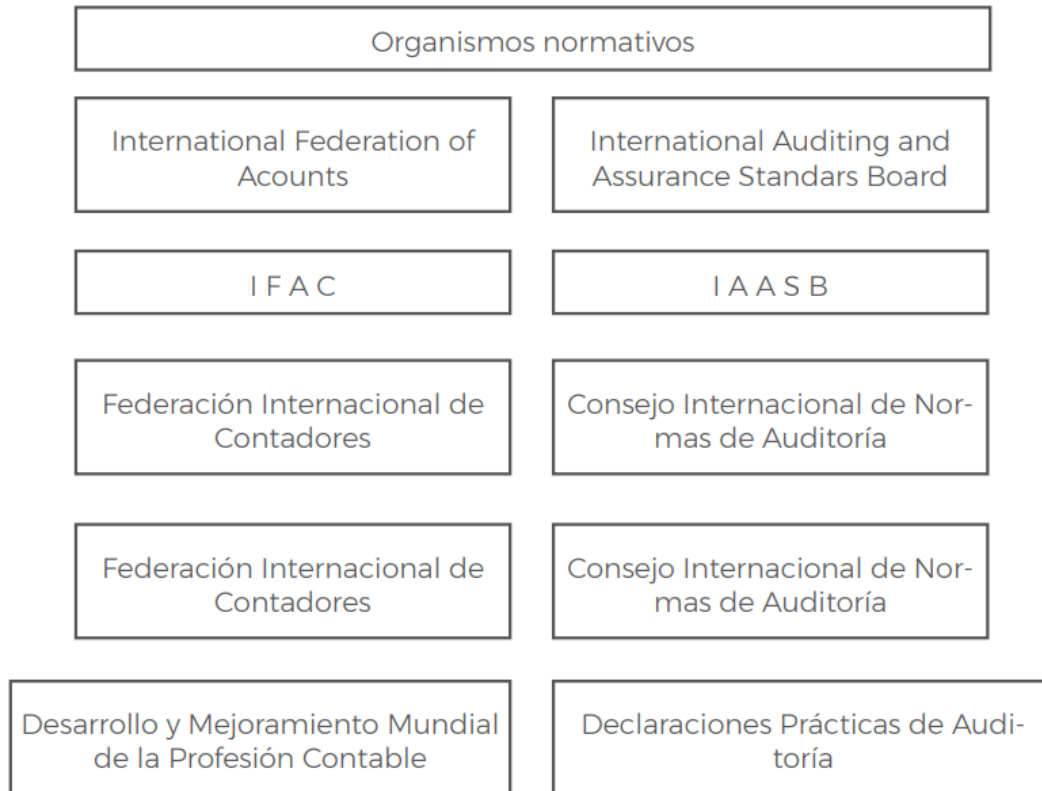 Organismos normativos
International Federation of
Acounts
International Auditing and
Assurance Standars Board
I F A C
I A A S B
Federación Internacional de
Contadores
Consejo Internacional de Nor-
mas de Auditoría
Federación Internacional de
Contadores
Consejo Internacional de Nor-
mas de Auditoría
Desarrollo y Mejoramiento Mundial
de la Profesión Contable
Declaraciones Prácticas de Audi-
toría